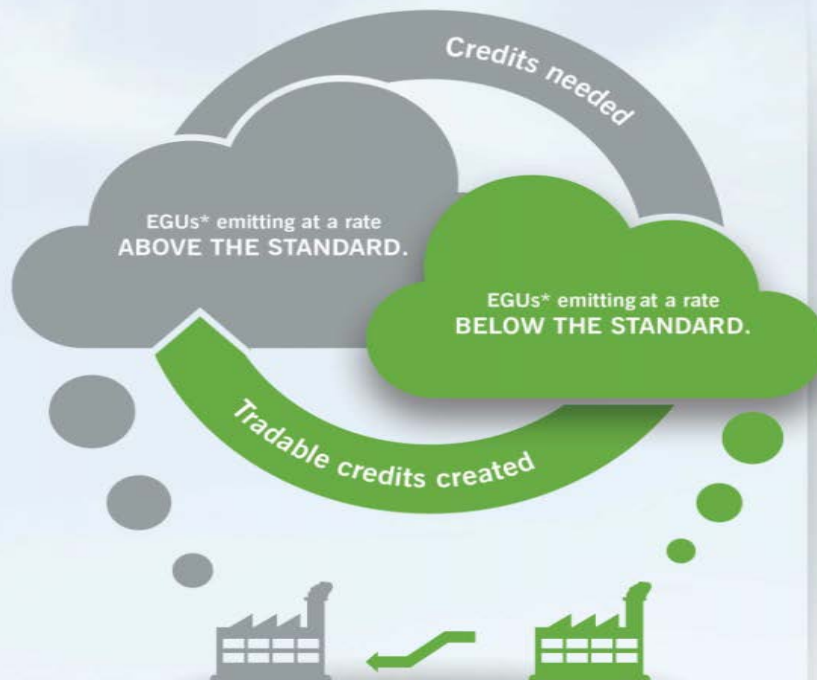 Credits needed
EGUs* emitting at a rate
ABOVE THE STANDARD.
EGUs* emitting at a rate
BELOW THE STANDARD.
Tradable credits created